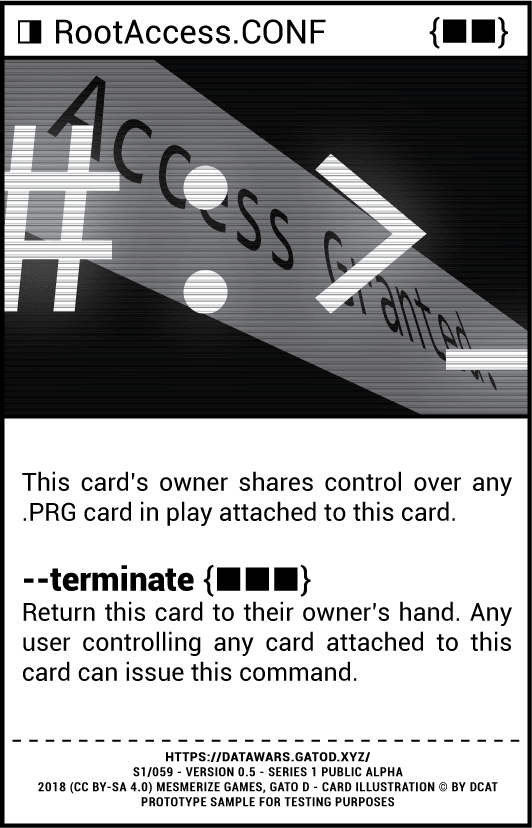 RootAccess.CONF {■■}
Access Granted
#:>_
This card's owner shares control over any
.PRG card in play attached to this card.
--terminate {■■■}
Return this card to their owner's hand. Any
user controlling any card attached to this
card can issue this command.
HTTPS://DATAWARS.GATOD.XYZ/
S1/059 - VERSION 0.5 - SERIES 1 PUBLIC ALPHA
2018 (CC BY-SA 4.0) MESMERIZE GAMES, GATO D - CARD ILLUSTRATION © BY DCAT
PROTOTYPE SAMPLE FOR TESTING PURPOSES